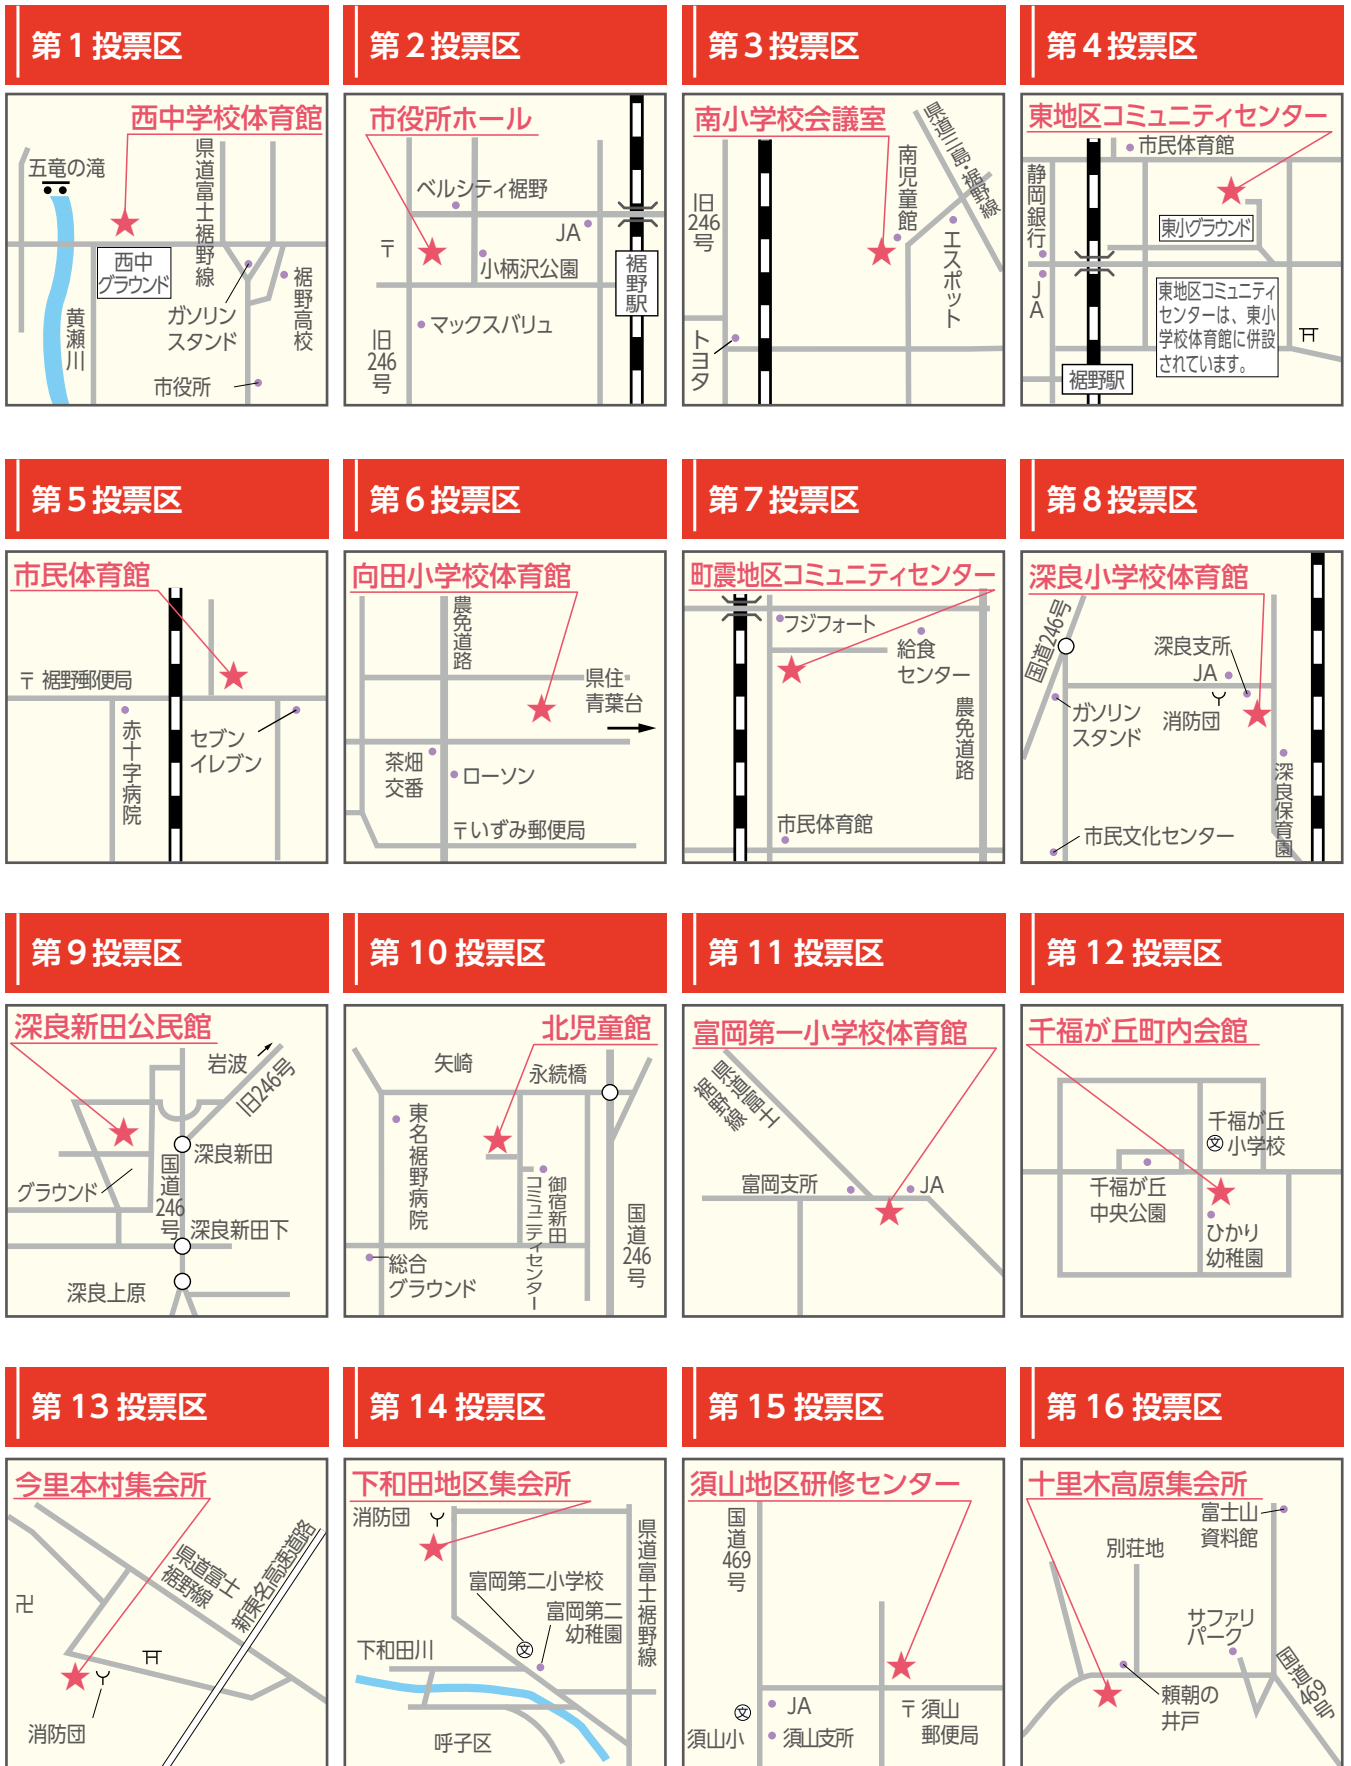 第1投票区
西中学校体育館
五竜の滝
県道富士裾野線
西中
グラウンド
黄瀬川
ガソリン
スタンド
裾野高校
市役所
第2投票区
市役所ホール
ベルシティ裾野
〒
JA
小柄沢公園
裾野駅
マックスバリュ
旧
246
号
第3投票区
南小学校会議室
県道三島・裾野線
南児童館
旧
246
号
エスポット
トヨタ
第4投票区
東地区コミュニティセンター
市民体育館
静岡銀行
東小グラウンド
JA
東地区コミュニティ
センターは、東小
学校体育館に併設
されています。
裾野駅
第5投票区
市民体育館
〒 裾野郵便局
赤十字病院
セブン
イレブン
第6投票区
向田小学校体育館
農免道路
県住
青葉台
茶畑
交番
ローソン
〒いずみ郵便局
第7投票区
町震地区コミュニティセンター
フジフォート
給食
センター
農免道路
市民体育館
第8投票区
深良小学校体育館
国道246号
深良支所
JA
ガソリン
スタンド
消防団
深良保育園
市民文化センター
第9投票区
深良新田公民館
岩波
旧246号
深良新田
国道
246
号
グラウンド
深良新田下
深良上原
第10投票区
北児童館
矢崎
永続橋
東名裾野病院
御宿新田
コミュニティセンター
国道
246
号
総合
グラウンド
第11投票区
富岡第一小学校体育館
県道富士
裾野線
富岡支所
JA
第12投票区
千福が丘町内会館
千福が丘
文 小学校
千福が丘
中央公園
ひかり
幼稚園
第13投票区
今里本村集会所
県道富士
裾野線
新東名高速道路
卍
消防団
第14投票区
下和田地区集会所
消防団
県道富士裾野線
富岡第二小学校
富岡第二
幼稚園
文
下和田川
呼子区
第15投票区
須山地区研修センター
国道
469
号
文
須山小
JA
須山支所
〒 須山
郵便局
第16投票区
十里木高原集会所
富士山
資料館
別荘地
サファリ
パーク
国道469号
頼朝の
井戸